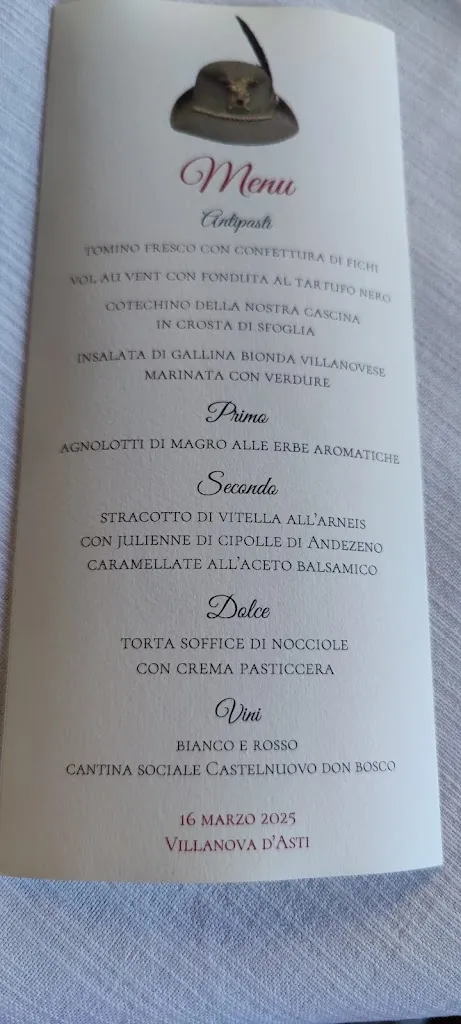 Menu
Antipasti
TOMINO FRESCO CON CONFETTURA DI FICHI
VOL AU VENT CON FONDUTA AL TARTUFO NERO
COTECHINO DELLA NOSTRA CASCINA
IN CROSTA DI SFOGLIA
INSALATA DI GALLINA BIONDA VILLANOVESE
MARINATA CON VERDURE
Primo
AGNOLOTTI DI MAGRO ALLE ERBE AROMATICHE
Secondo
STRACOTTO DI VITELLA ALL'ARNEIS
CON JULIENNE DI CIPOLLE DI ANDEZENO
CARAMELLATE ALL'ACETO BALSAMICO
Dolce
TORTA SOFFICE DI NOCCIOLE
CON CREMA PASTICCERA
Vini
BIANCO E ROSSO
CANTINA SOCIALE CASTELNUOVO DON BOSCO
16 MARZO 2025
VILLANOVA D'ASTI